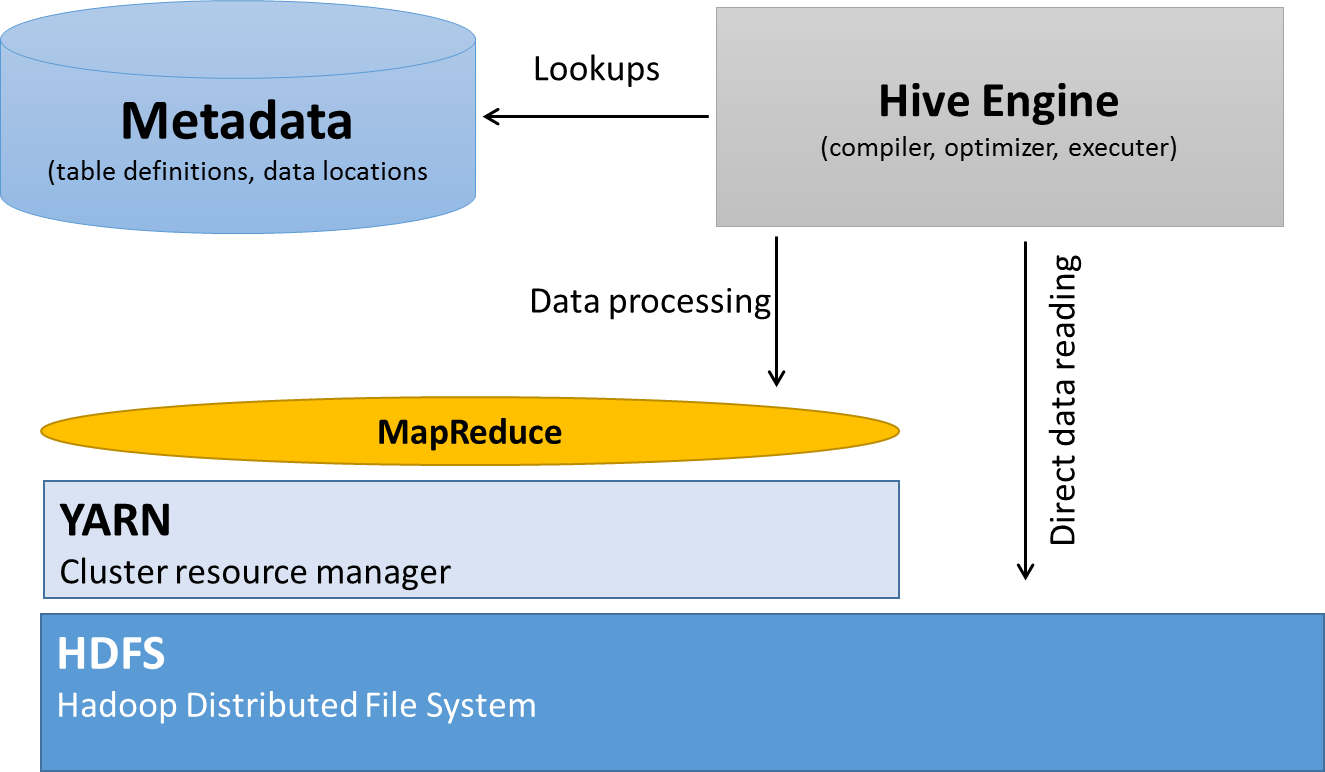 Metadata
(table definitions, data locations
Lookups
Hive Engine
(compiler, optimizer, executer)
Data processing
Direct data reading
MapReduce
YARN
Cluster resource manager
HDFS
Hadoop Distributed File System